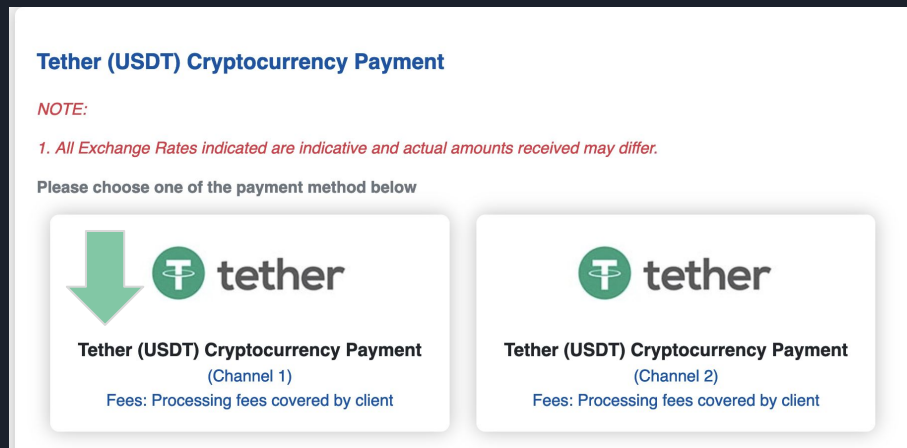 Tether (USDT) Cryptocurrency Payment
NOTE:
1. All Exchange Rates indicated are indicative and actual amounts received may differ.
Please choose one of the payment method below
tether
Tether (USDT) Cryptocurrency Payment
(Channel 1)
Fees: Processing fees covered by client
tether
Tether (USDT) Cryptocurrency Payment
(Channel 2)
Fees: Processing fees covered by client